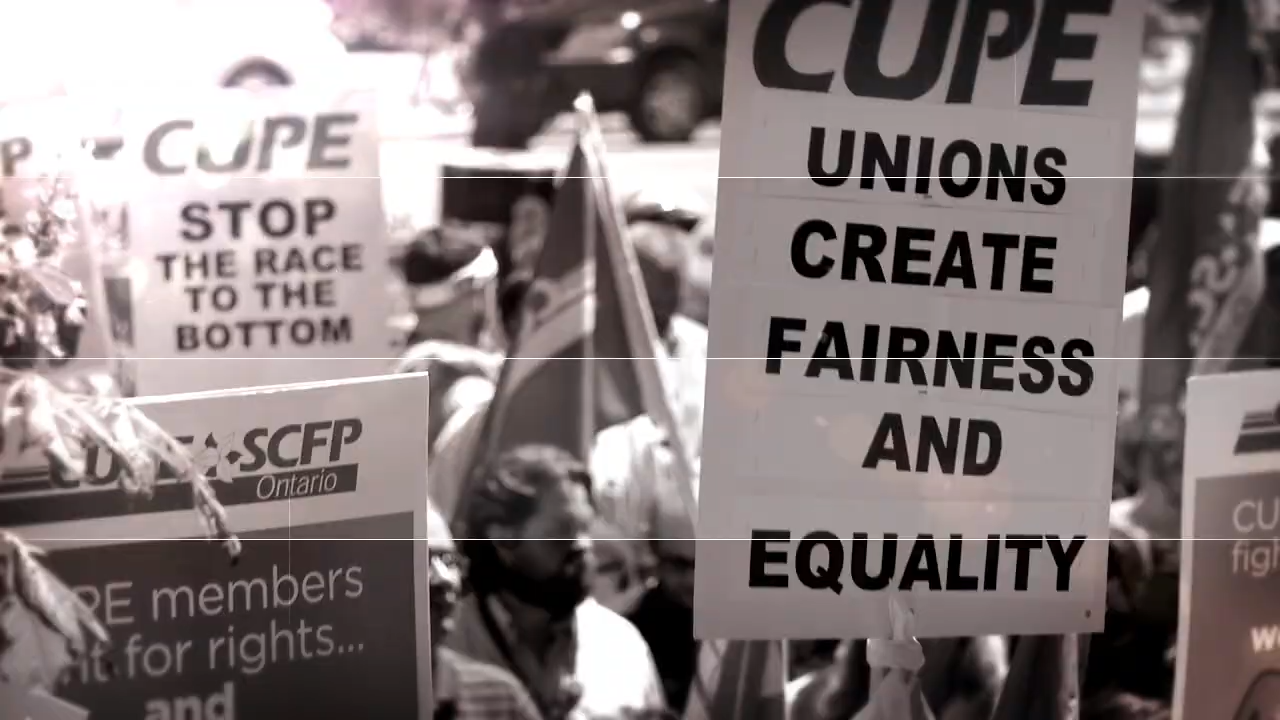 CUPE
STOP
THE RACE
TO THE
BOTTOM
CUPE SCFP
Ontario
members
for rights...
and
CUPE
UNIONS
CREATE
FAIRNESS
AND
EQUALITY